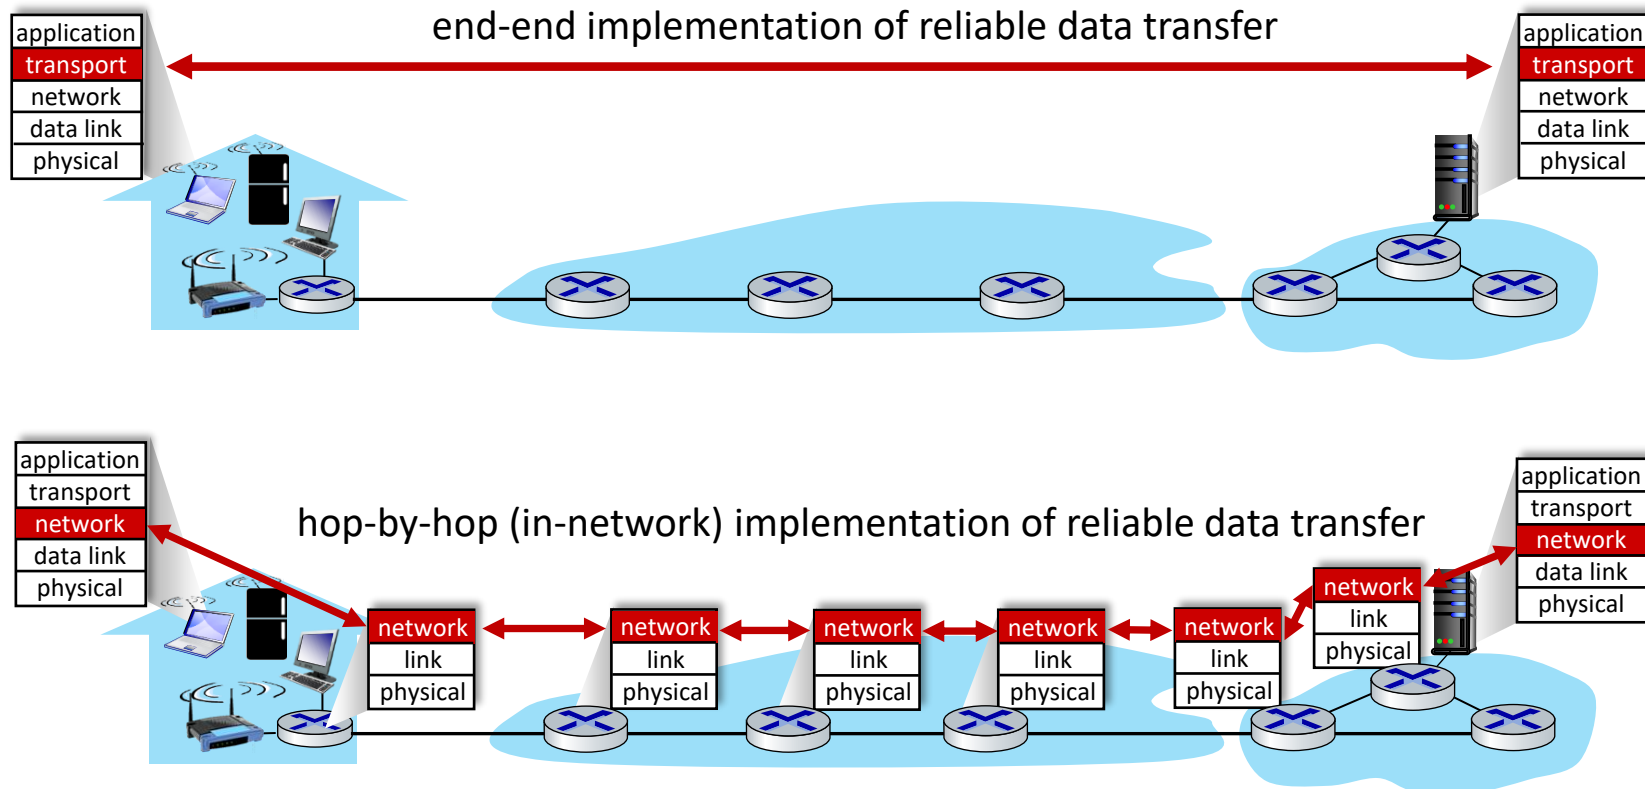 end-end implementation of reliable data transfer
application
transport
network
data link
physical
application
transport
network
data link
physical
hop-by-hop (in-network) implementation of reliable data transfer
application
transport
network
data link
physical
network
link
physical
network
link
physical
network
link
physical
network
link
physical
network
link
physical
network
link
physical
application
transport
network
data link
physical